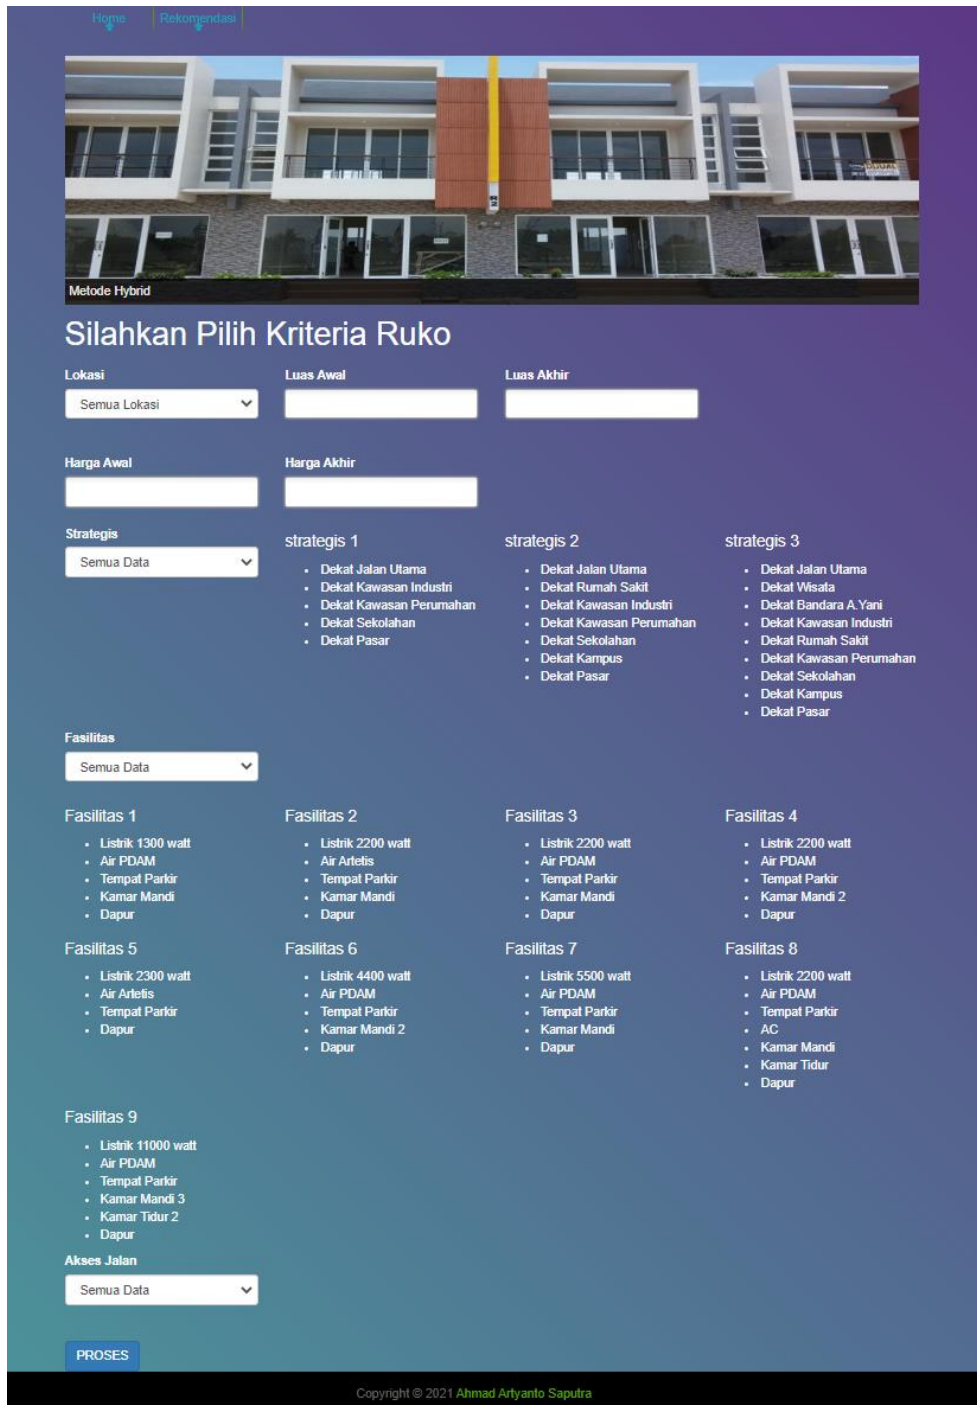 Home Rekomendasi
Metode Hybrid
Silahkan Pilih Kriteria Ruko
Lokasi Luas Awal Luas Akhir
Semua Lokasi
Harga Awal Harga Akhir
Strategis
Semua Data
strategis 1
Dekat Jalan Utama
Dekat Kawasan Industri
Dekat Kawasan Perumahan
Dekat Sekolahan
Dekat Pasar
strategis 2
Dekat Jalan Utama
Dekat Rumah Sakit
Dekat Kawasan Industri
Dekat Kawasan Perumahan
Dekat Sekolahan
Dekat Kampus
Dekat Pasar
strategis 3
Dekat Jalan Utama
Dekat Wisata
Dekat Bandara A.Yani
Dekat Kawasan Industri
Dekat Rumah Sakit
Dekat Kawasan Perumahan
Dekat Sekolahan
Dekat Kampus
Dekat Pasar
Fasilitas
Semua Data
Fasilitas 1
Listrik 1300 watt
Air PDAM
Tempat Parkir
Kamar Mandi
Dapur
Fasilitas 2
Listrik 2200 watt
Air Artetis
Tempat Parkir
Kamar Mandi
Dapur
Fasilitas 3
Listrik 2200 watt
Air PDAM
Tempat Parkir
Kamar Mandi
Dapur
Fasilitas 4
Listrik 2200 watt
Air PDAM
Tempat Parkir
Kamar Mandi 2
Dapur
Fasilitas 5
Listrik 2300 watt
Air Artetis
Tempat Parkir
Dapur
Fasilitas 6
Listrik 4400 watt
Air PDAM
Tempat Parkir
Kamar Mandi 2
Dapur
Fasilitas 7
Listrik 5500 watt
Air PDAM
Tempat Parkir
Kamar Mandi
Dapur
Fasilitas 8
Listrik 2200 watt
Air PDAM
Tempat Parkir
AC
Kamar Mandi
Kamar Tidur
Dapur
Fasilitas 9
Listrik 11000 watt
Air PDAM
Tempat Parkir
Kamar Mandi 3
Kamar Tidur 2
Dapur
Akses Jalan
Semua Data
PROSES
Copyright © 2021 Ahmad Artyanto Saputra